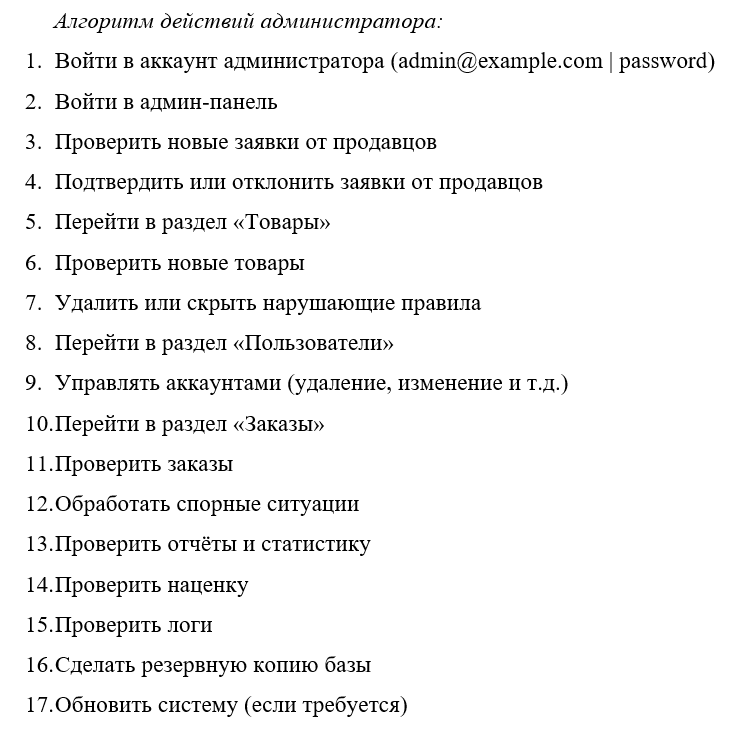 Алгоритм действий администратора:
1. Войти в аккаунт администратора (admin@example.com | password)
2. Войти в админ-панель
3. Проверить новые заявки от продавцов
4. Подтвердить или отклонить заявки от продавцов
5. Перейти в раздел «Товары»
6. Проверить новые товары
7. Удалить или скрыть нарушающие правила
8. Перейти в раздел «Пользователи»
9. Управлять аккаунтами (удаление, изменение и т.д.)
10.Перейти в раздел «Заказы»
11.Проверить заказы
12.Обработать спорные ситуации
13.Проверить отчёты и статистику
14.Проверить наценку
15.Проверить логи
16.Сделать резервную копию базы
17.Обновить систему (если требуется)